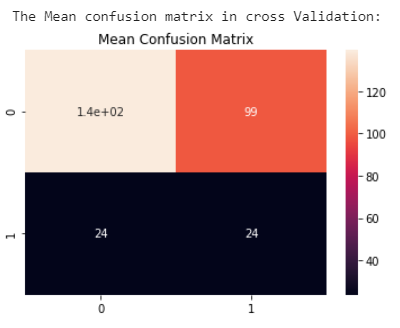 The Mean confusion matrix in cross Validation:
Mean Confusion Matrix
0 1.4e+02 99
1 24 24
0 1
120
100
80
60
40